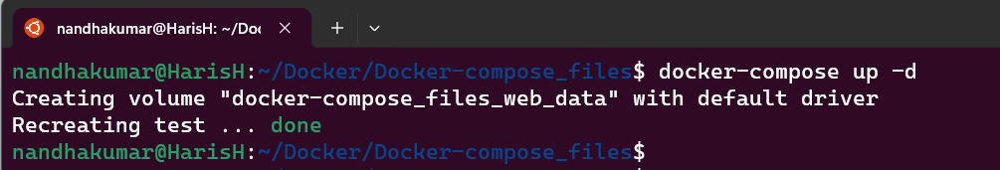 nandhakumar@HarisH: ~/Doc
nandhakumar@HarisH:~/Docker/Docker-compose_files$ docker-compose up -d
Creating volume "docker-compose_files_web_data" with default driver
Recreating test ... done
nandhakumar@HarisH:~/Docker/Docker-compose_files$